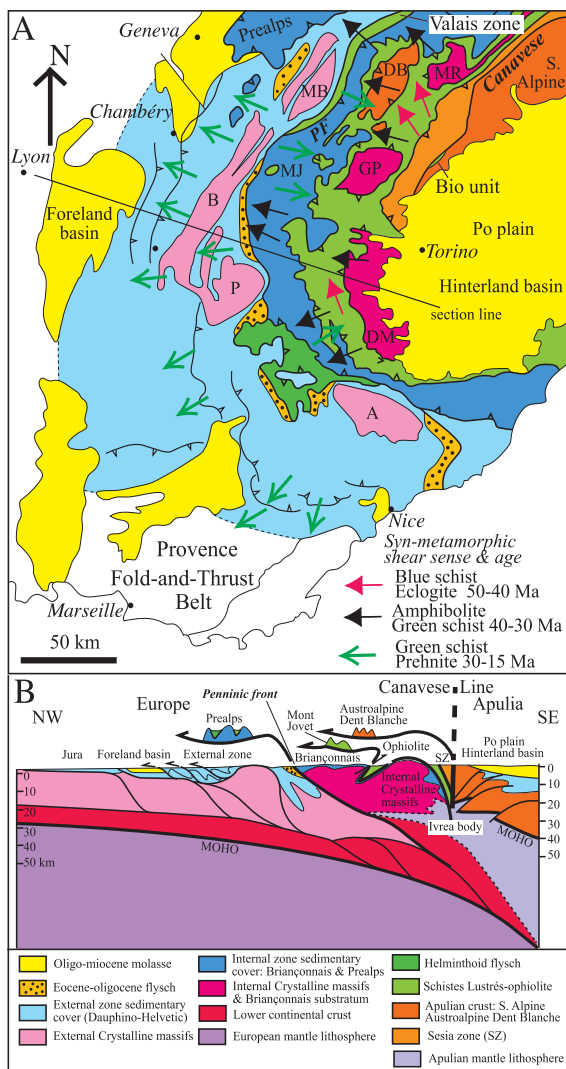 A
N
Geneva
Prealps
Valais zone
DB
MR
Canavese
S.
Alpine
MB
Chambéry
PF
Lyon
MJ
GP
Bio unit
B
Foreland
basin
Po plain
Torino
Hinterland basin
section line
P
DM
A
Nice
Provence
Fold-and-Thrust
Belt
Marseille
50 km
Syn-metamorphic
shear sense & age
Blue schist
Eclogite 50-40 Ma
Amphibolite
Green schist 40-30 Ma
Green schist
Prehnite 30-15 Ma
B
NW
Europe
Penninic front
Canavese Line
Apulia
SE
Prealps
Mont
Jovet
Austroalpine
Dent Blanche
Po plain
Hinterland basin
Jura
Foreland basin
External zone
Briançonnais
Ophiolite
SZ
0
10
20
30
40
50 km
Internal
Crystalline
massifs
Ivrea body
MOHO
MOHO
0
10
20
30
40
50
Oligo-miocene molasse
Eocene-oligocene flysch
External zone sedimentary
cover (Dauphino-Helvetic)
External Crystalline massifs
Internal zone sedimentary
cover: Briançonnais & Prealps
Internal Crystalline massifs
& Briançonnais substratum
Lower continental crust
European mantle lithosphere
Helminthoid flysch
Schistes Lustrés-ophiolite
Apulian crust: S. Alpine
Austroalpine Dent Blanche
Sesia zone (SZ)
Apulian mantle lithosphere